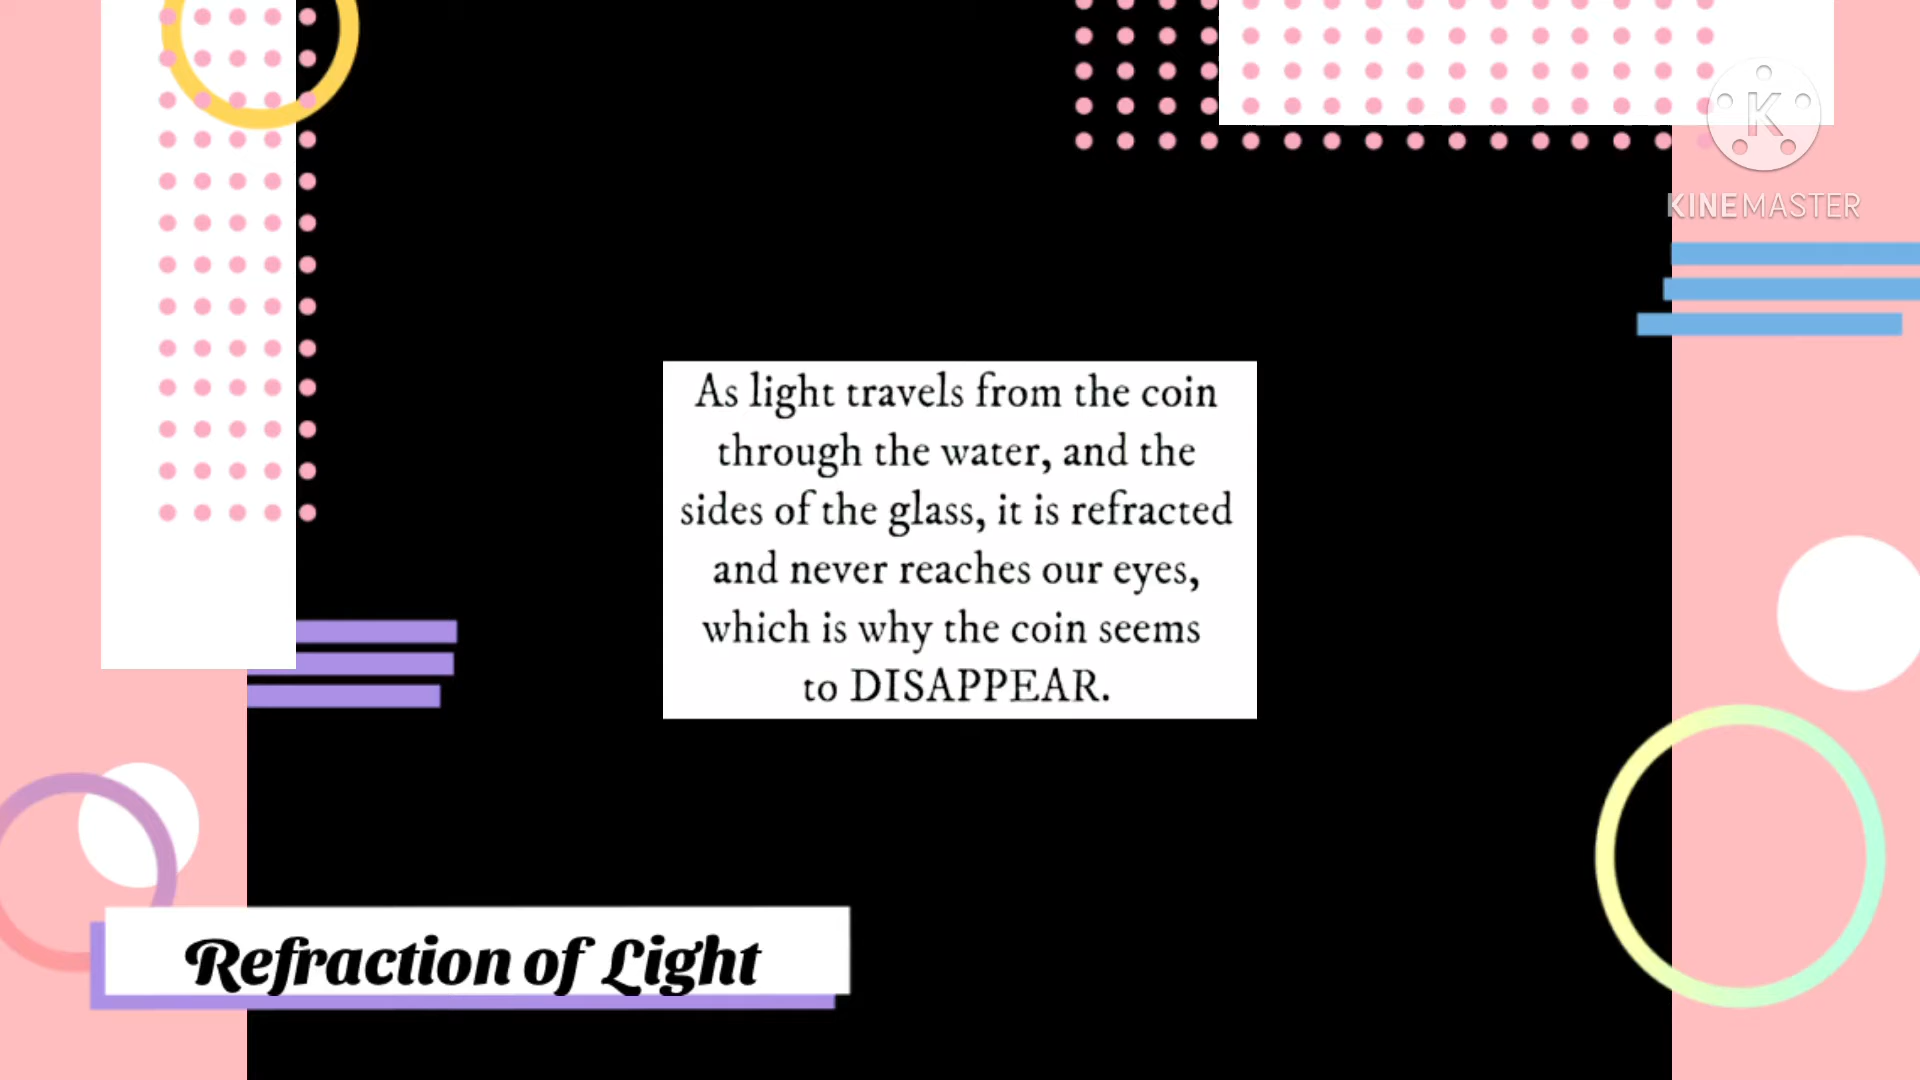 K
KINEMASTER
As light travels from the coin
through the water, and the
sides of the glass, it is refracted
and never reaches our eyes,
which is why the coin seems
to DISAPPEAR.
Refraction of Light